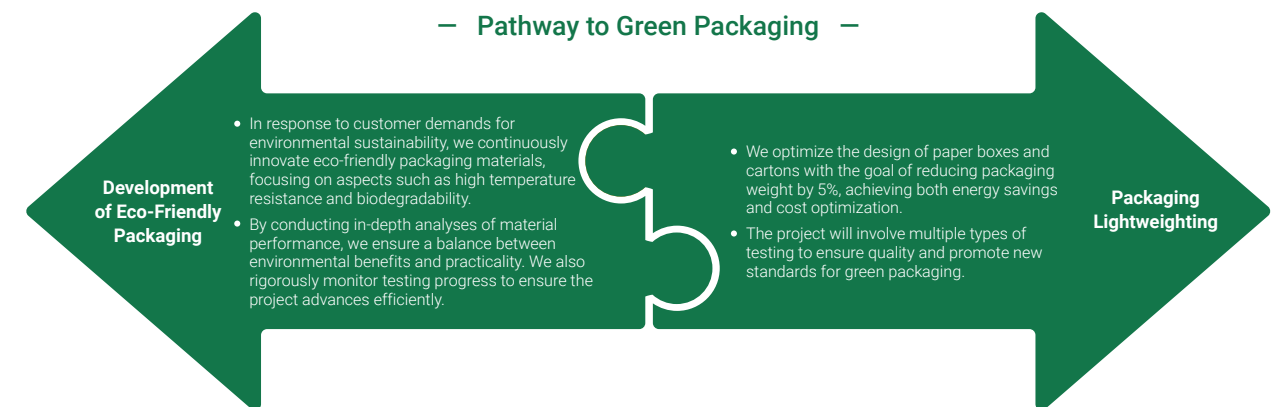 — Pathway to Green Packaging —
Development
of Eco-Friendly
Packaging
• In response to customer demands for
environmental sustainability, we continuously
innovate eco-friendly packaging materials,
focusing on aspects such as high temperature
resistance and biodegradability.
• By conducting in-depth analyses of material
performance, we ensure a balance between
environmental benefits and practicality. We also
rigorously monitor testing progress to ensure the
project advances efficiently.
• We optimize the design of paper boxes and
cartons with the goal of reducing packaging
weight by 5%, achieving both energy savings
and cost optimization.
• The project will involve multiple types of
testing to ensure quality and promote new
standards for green packaging.
Packaging
Lightweighting